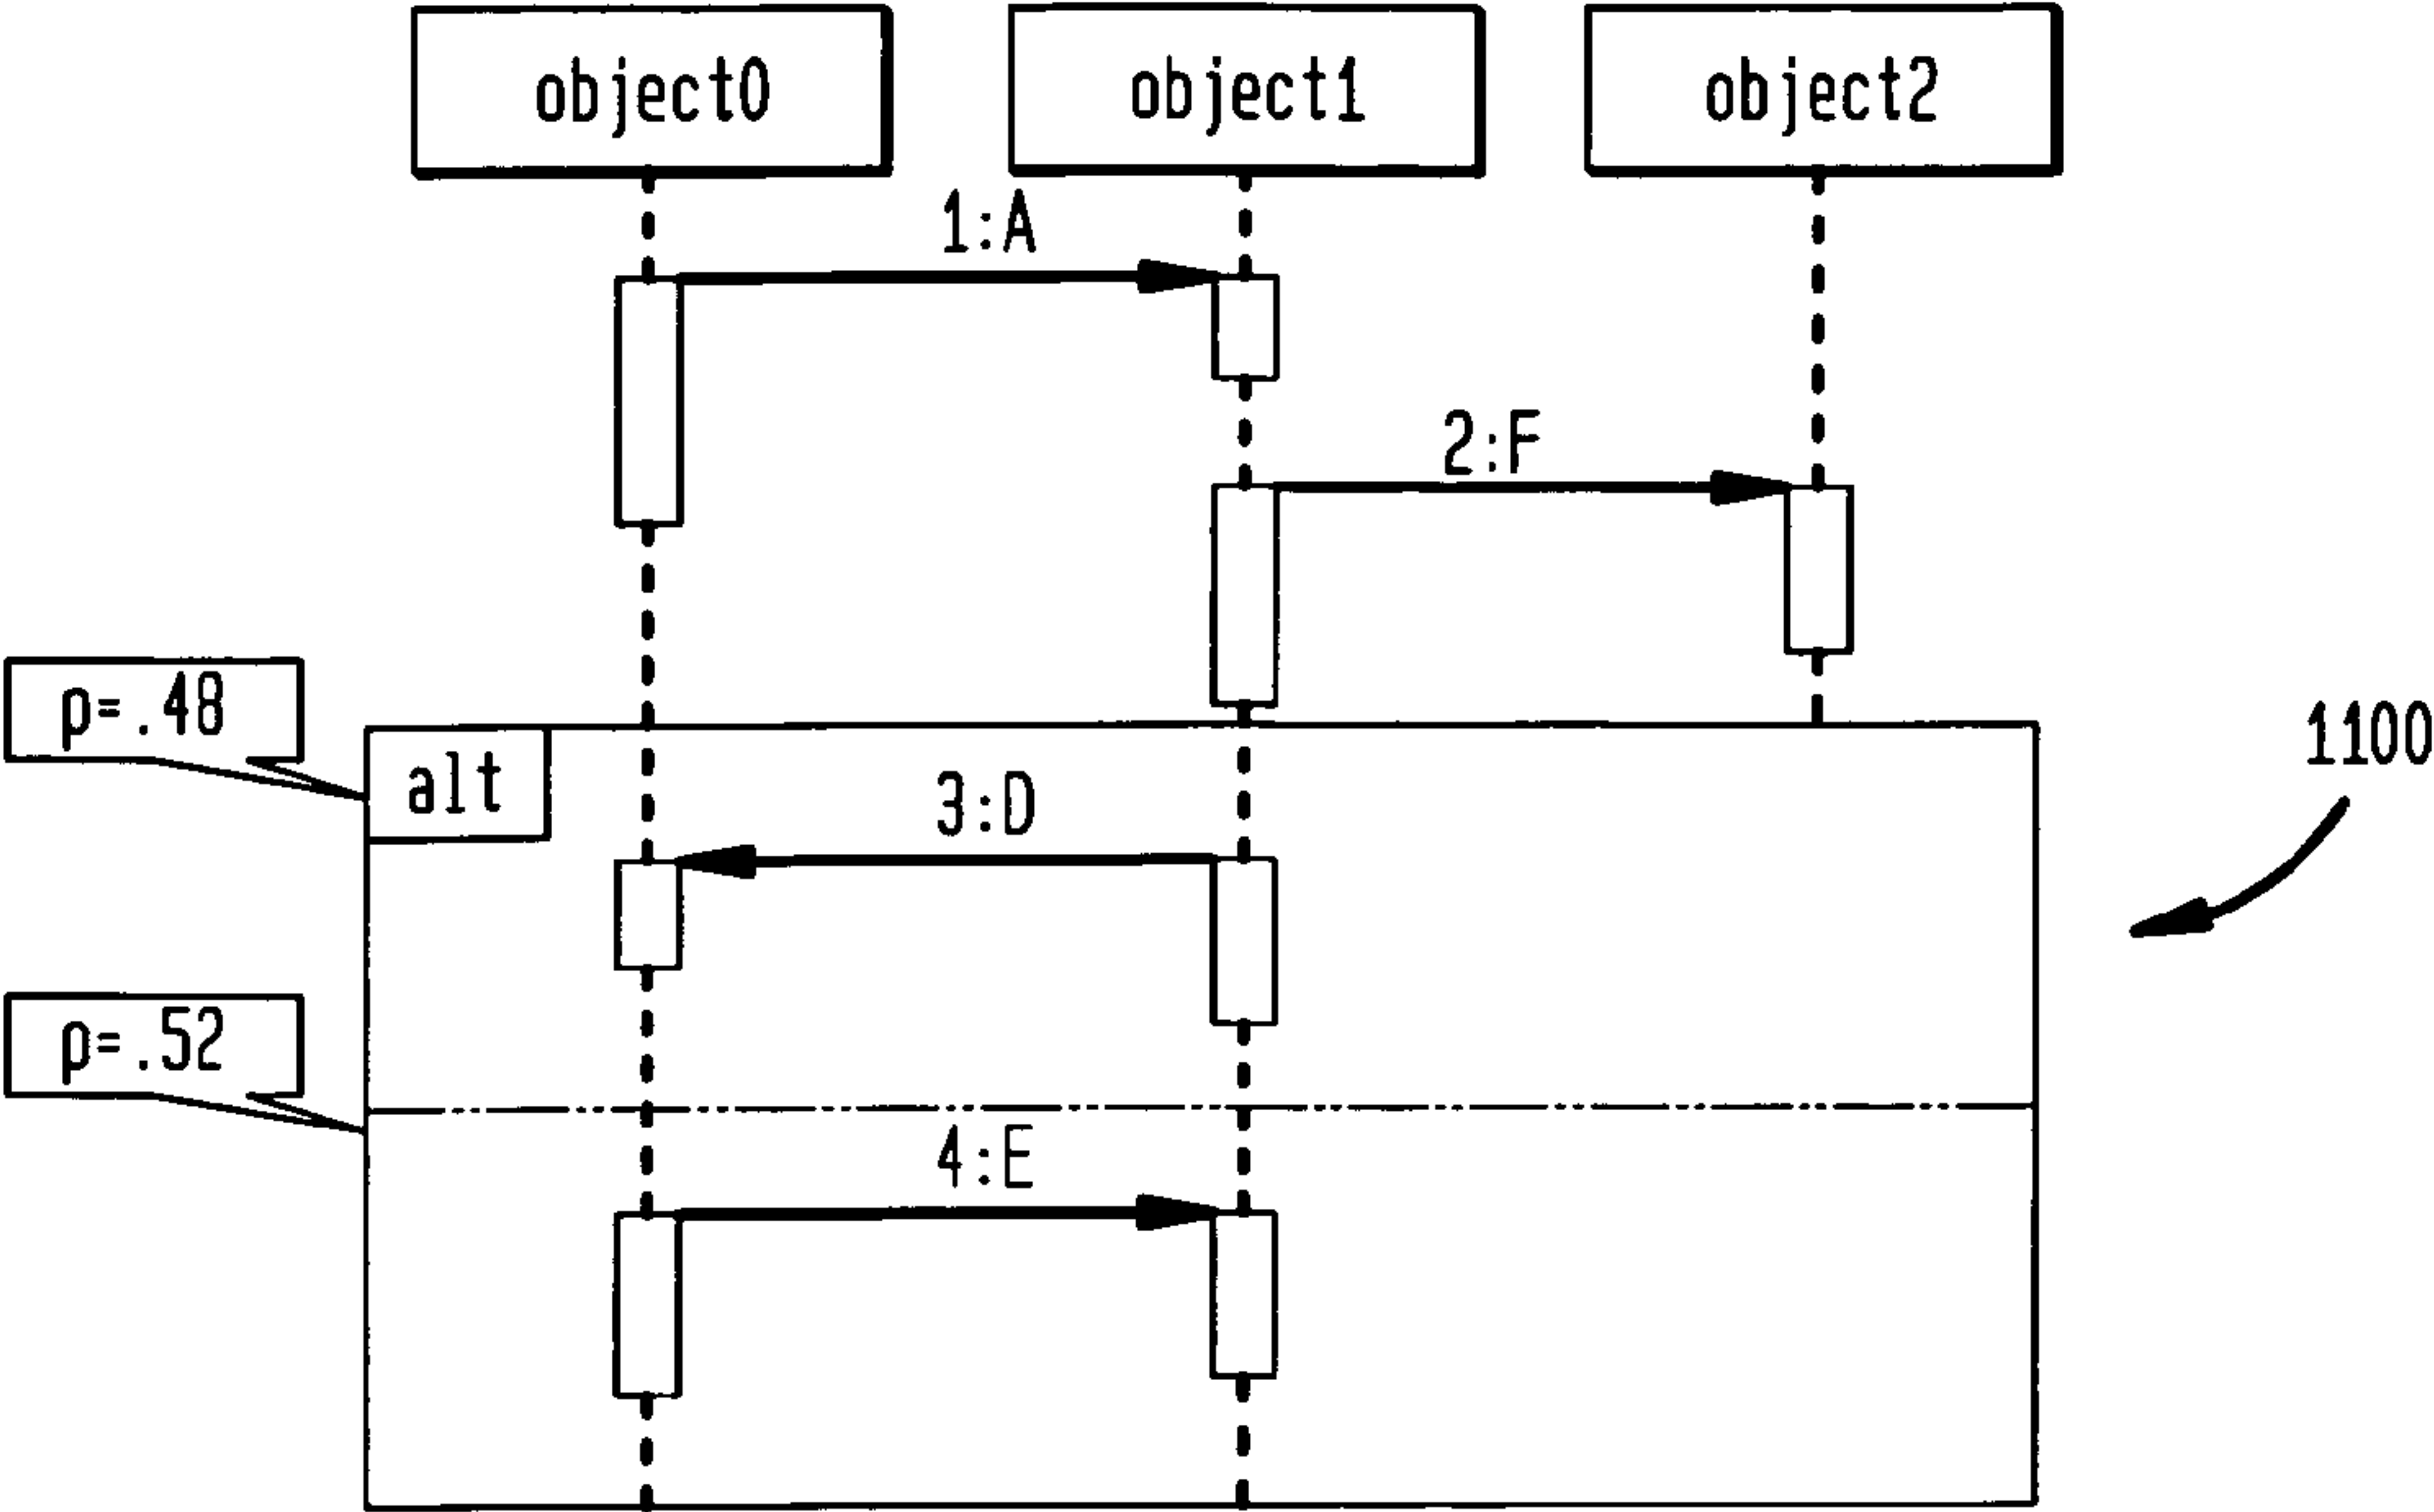 object0
object1
object2
1:A
2:F
p=.48
alt
3:D
1100
p=.52
4:E